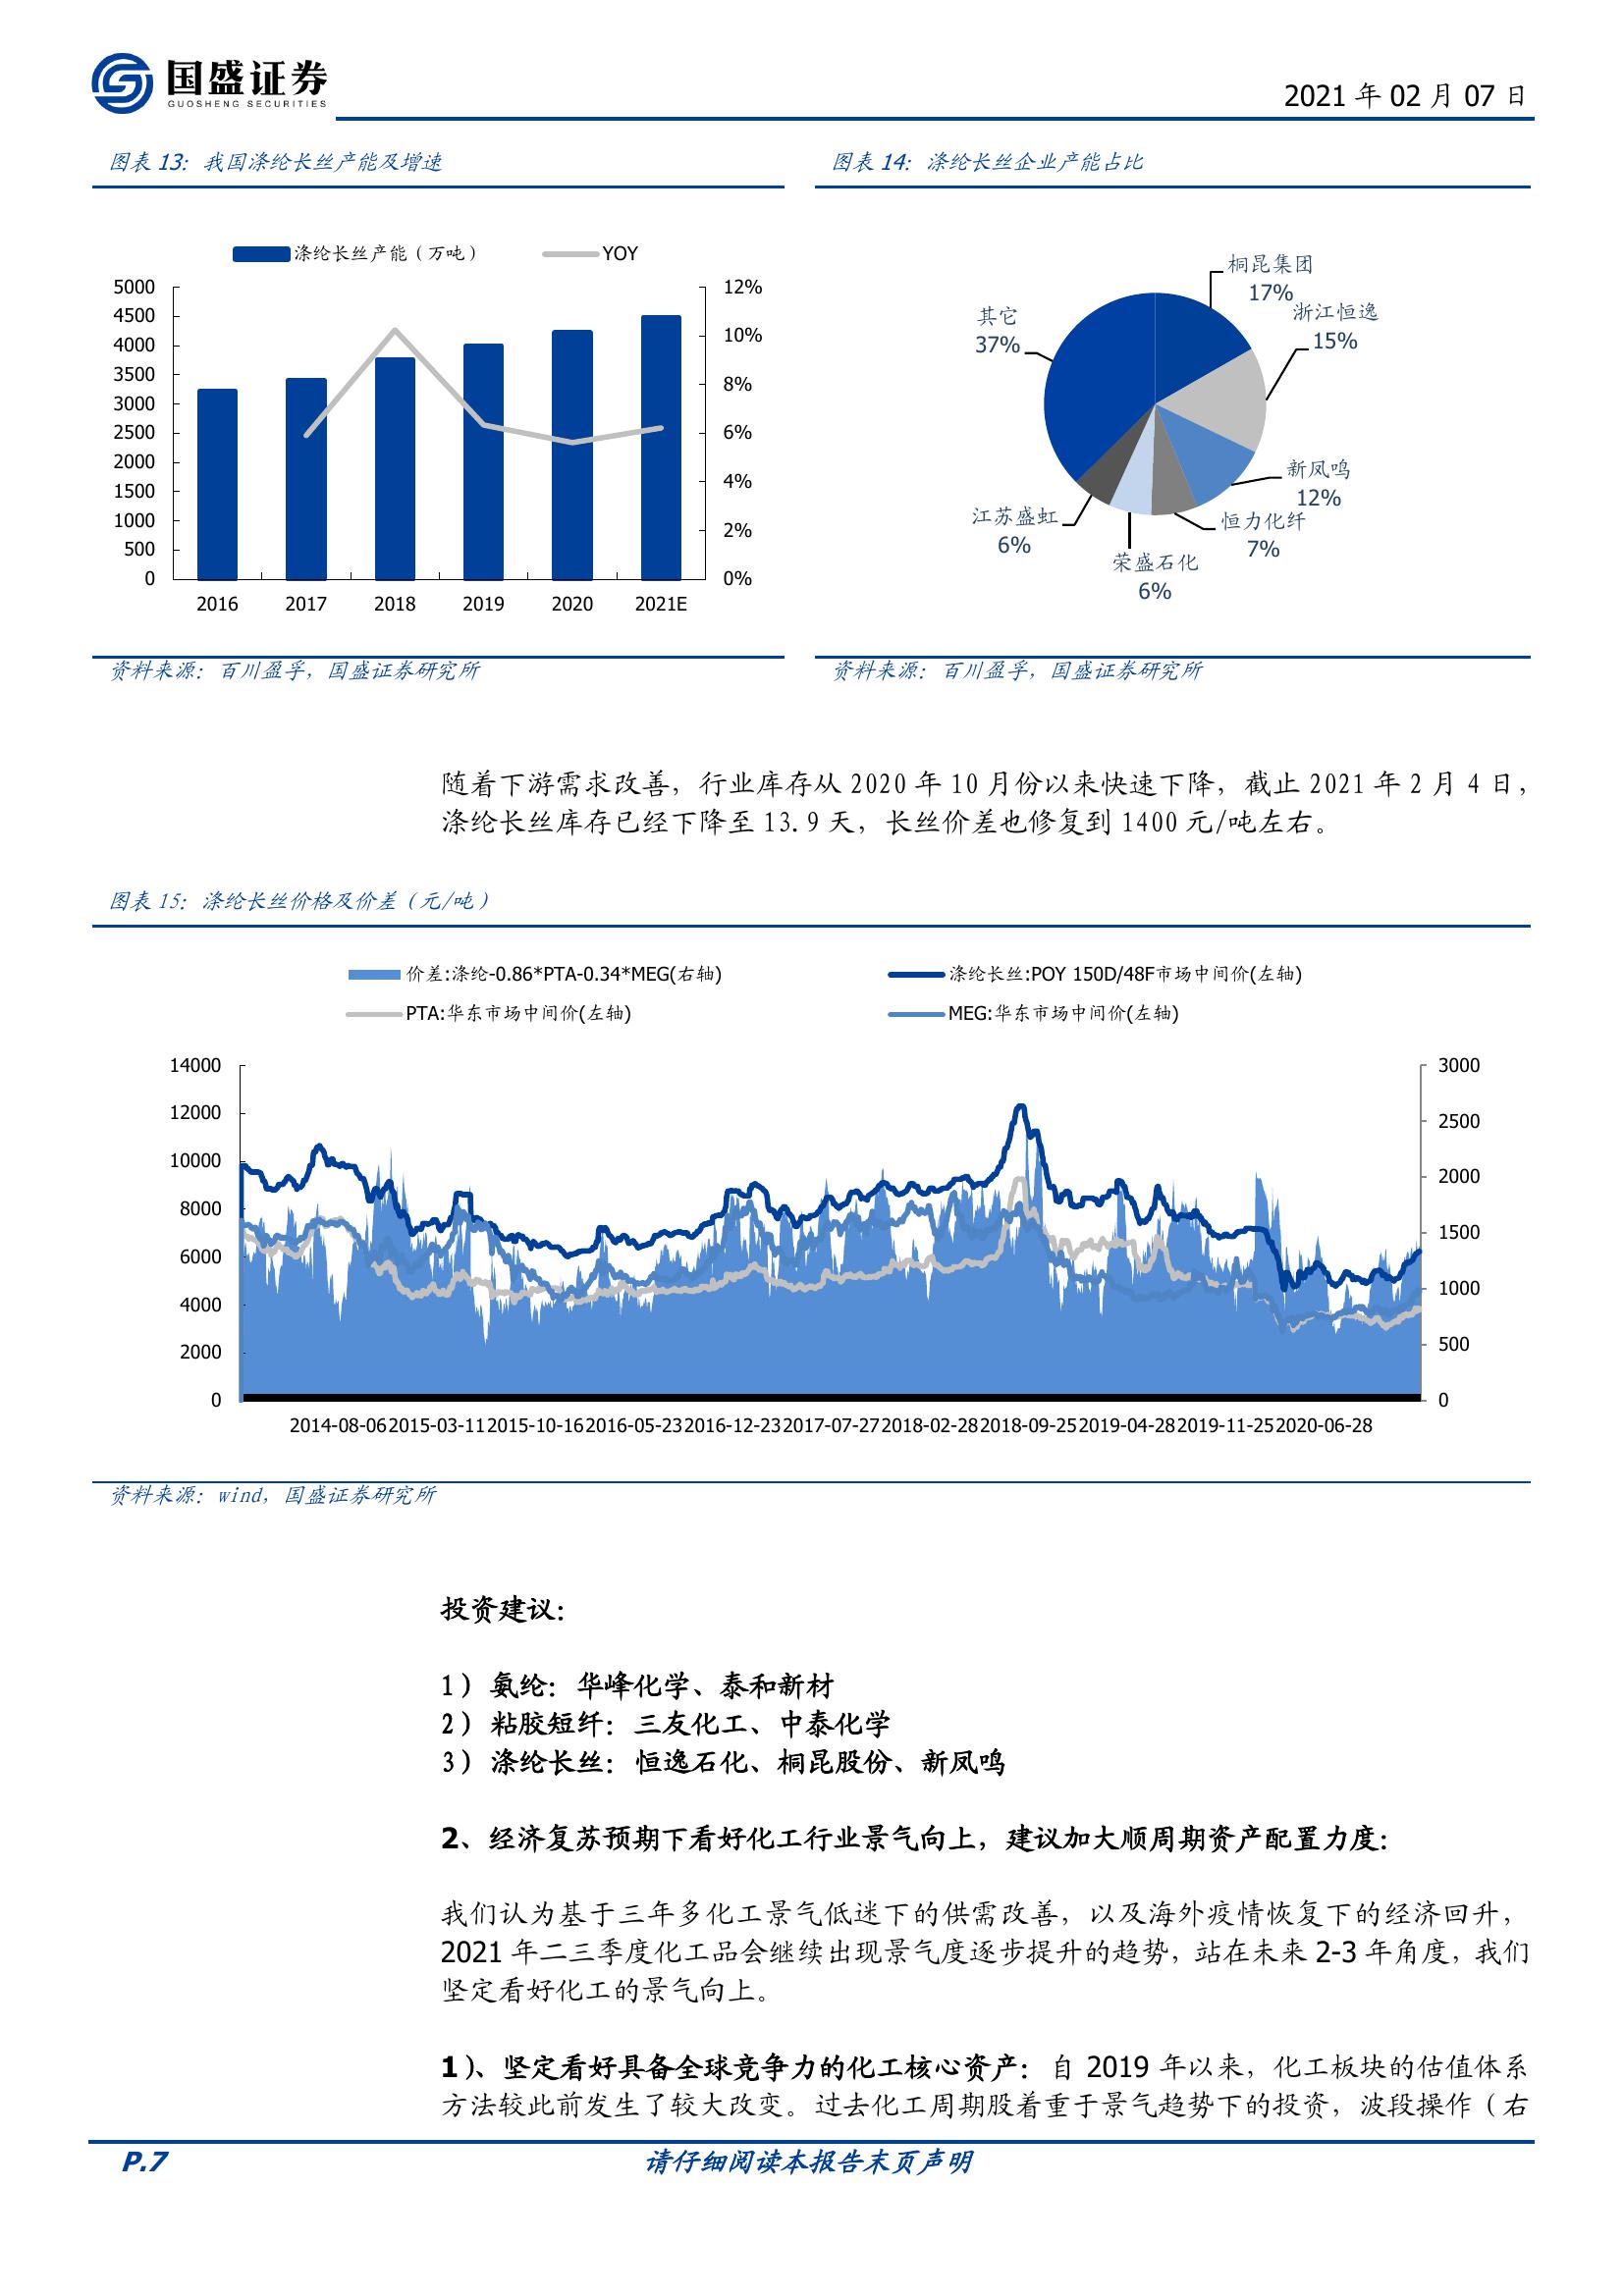 国盛证券
GUOSHENG SECURITIES
2021 年 02 月 07 日
图表 13：我国涤纶长丝产能及增速
涤纶长丝产能（万吨） YOY
5000
4500
4000
3500
3000
2500
2000
1500
1000
500
0
12%
10%
8%
6%
4%
2%
0%
2016 2017 2018 2019 2020 2021E
资料来源：百川盈孚，国盛证券研究所
图表 14：涤纶长丝企业产能占比
桐昆集团
17%
浙江恒逸
15%
新凤鸣
12%
恒力化纤
7%
荣盛石化
6%
江苏盛虹
6%
其它
37%
资料来源：百川盈孚，国盛证券研究所
随着下游需求改善，行业库存从 2020 年 10 月份以来快速下降，截止 2021 年 2 月 4 日，
涤纶长丝库存已经下降至 13.9 天，长丝价差也修复到 1400 元/吨左右。
图表 15：涤纶长丝价格及价差（元/吨）
价差:涤纶-0.86*PTA-0.34*MEG(右轴) 涤纶长丝:POY 150D/48F市场中间价(左轴)
PTA:华东市场中间价(左轴) MEG:华东市场中间价(左轴)
14000
12000
10000
8000
6000
4000
2000
0
3000
2500
2000
1500
1000
500
0
2014-08-06 2015-03-11 2015-10-16 2016-05-23 2016-12-23 2017-07-27 2018-02-28 2018-09-25 2019-04-28 2019-11-25 2020-06-28
资料来源：wind，国盛证券研究所
投资建议：
1） 氨纶：华峰化学、泰和新材
2） 粘胶短纤：三友化工、中泰化学
3） 涤纶长丝：恒逸石化、桐昆股份、新凤鸣
2、经济复苏预期下看好化工行业景气向上，建议加大顺周期资产配置力度：
我们认为基于三年多化工景气低迷下的供需改善，以及海外疫情恢复下的经济回升，
2021 年二三季度化工品会继续出现景气度逐步提升的趋势，站在未来 2-3 年角度，我们
坚定看好化工的景气向上。
1）、坚定看好具备全球竞争力的化工核心资产：自 2019 年以来，化工板块的估值体系
方法较此前发生了较大改变。过去化工周期股着重于景气趋势下的投资，波段操作（右
P.7
请仔细阅读本报告末页声明